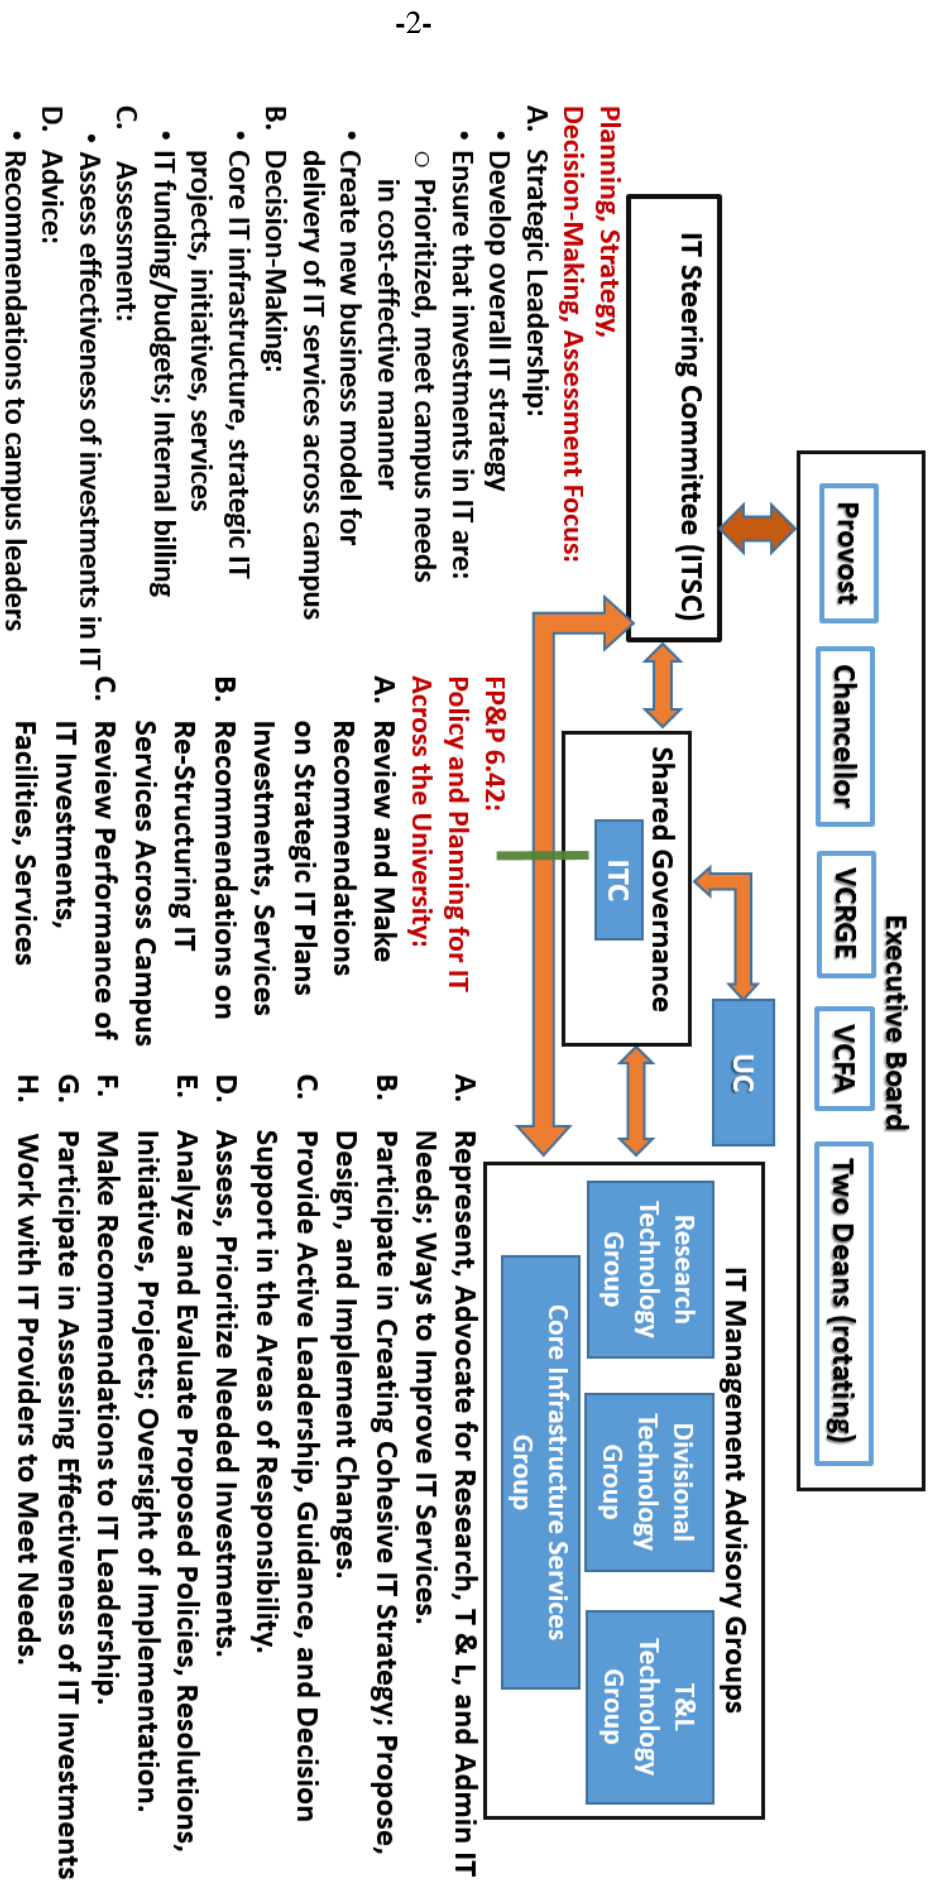 -2-
Executive Board
Provost
Chancellor
VCRGE
VCFA
Two Deans (rotating)
IT Steering Committee (ITSC)
Shared Governance
ITC
UC
IT Management Advisory Groups
Research
Technology
Group
Divisional
Technology
Group
T&L
Technology
Group
Core Infrastructure Services
Group
Planning, Strategy,
Decision-Making, Assessment Focus:
A. Strategic Leadership:
• Develop overall IT strategy
• Ensure that investments in IT are:
○ Prioritized, meet campus needs
in cost-effective manner
• Create new business model for
delivery of IT services across campus
B. Decision-Making:
• Core IT infrastructure, strategic IT
projects, initiatives, services
• IT funding/budgets; Internal billing
C. Assessment:
• Assess effectiveness of investments in IT
D. Advice:
• Recommendations to campus leaders
FP&P 6.42:
Policy and Planning for IT
Across the University:
A. Review and Make
Recommendations
on Strategic IT Plans
Investments, Services
B. Recommendations on
Re-Structuring IT
Services Across Campus
C. Review Performance of
IT Investments,
Facilities, Services
A. Represent, Advocate for Research, T & L, and Admin IT
Needs; Ways to Improve IT Services.
B. Participate in Creating Cohesive IT Strategy; Propose,
Design, and Implement Changes.
C. Provide Active Leadership, Guidance, and Decision
Support in the Areas of Responsibility.
D. Assess, Prioritize Needed Investments.
E. Analyze and Evaluate Proposed Policies, Resolutions,
Initiatives, Projects; Oversight of Implementation.
F. Make Recommendations to IT Leadership.
G. Participate in Assessing Effectiveness of IT Investments
H. Work with IT Providers to Meet Needs.